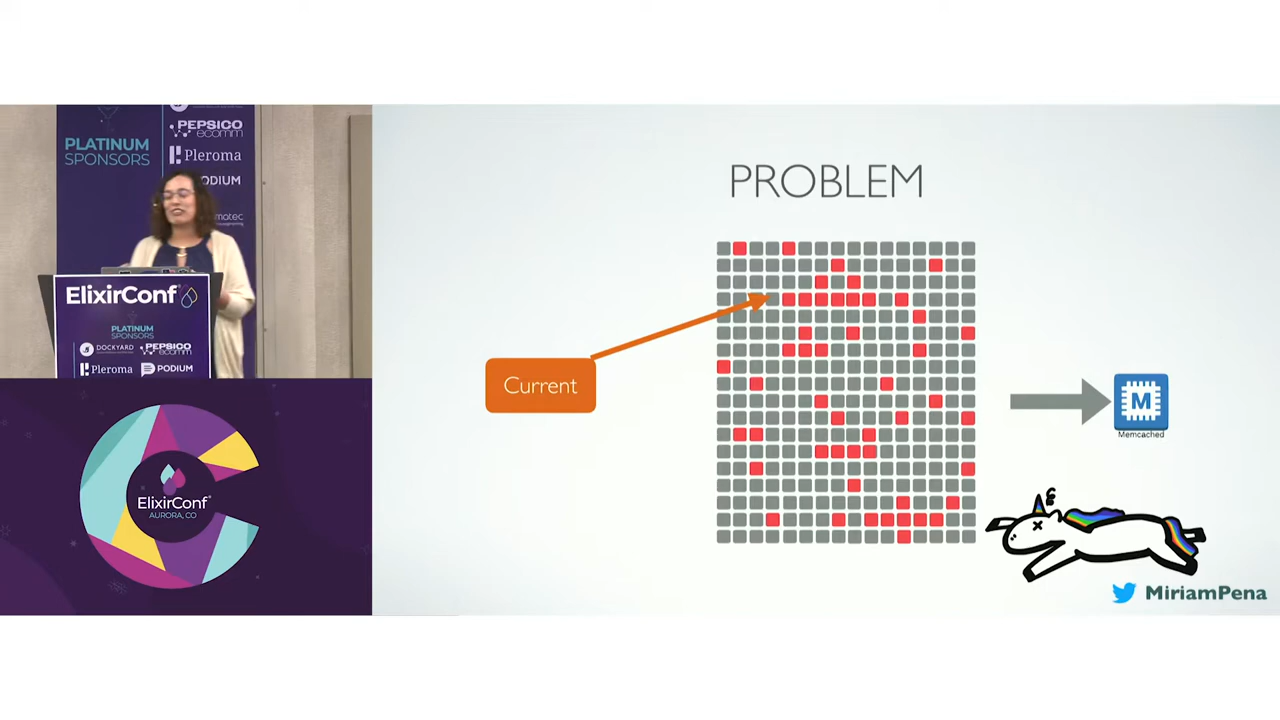 PLATINUM
SPONSORS
PEPSICO
ecomm
Pleroma
ODIUM
matec
ElixirConf
PLATINUM
SPONSORS
DOCKYARD
PEPSICO
ecomm
Pleroma
PODIUM
ElixirConf
AURORA, CO
PROBLEM
Current
M
Memcached
MiriamPena